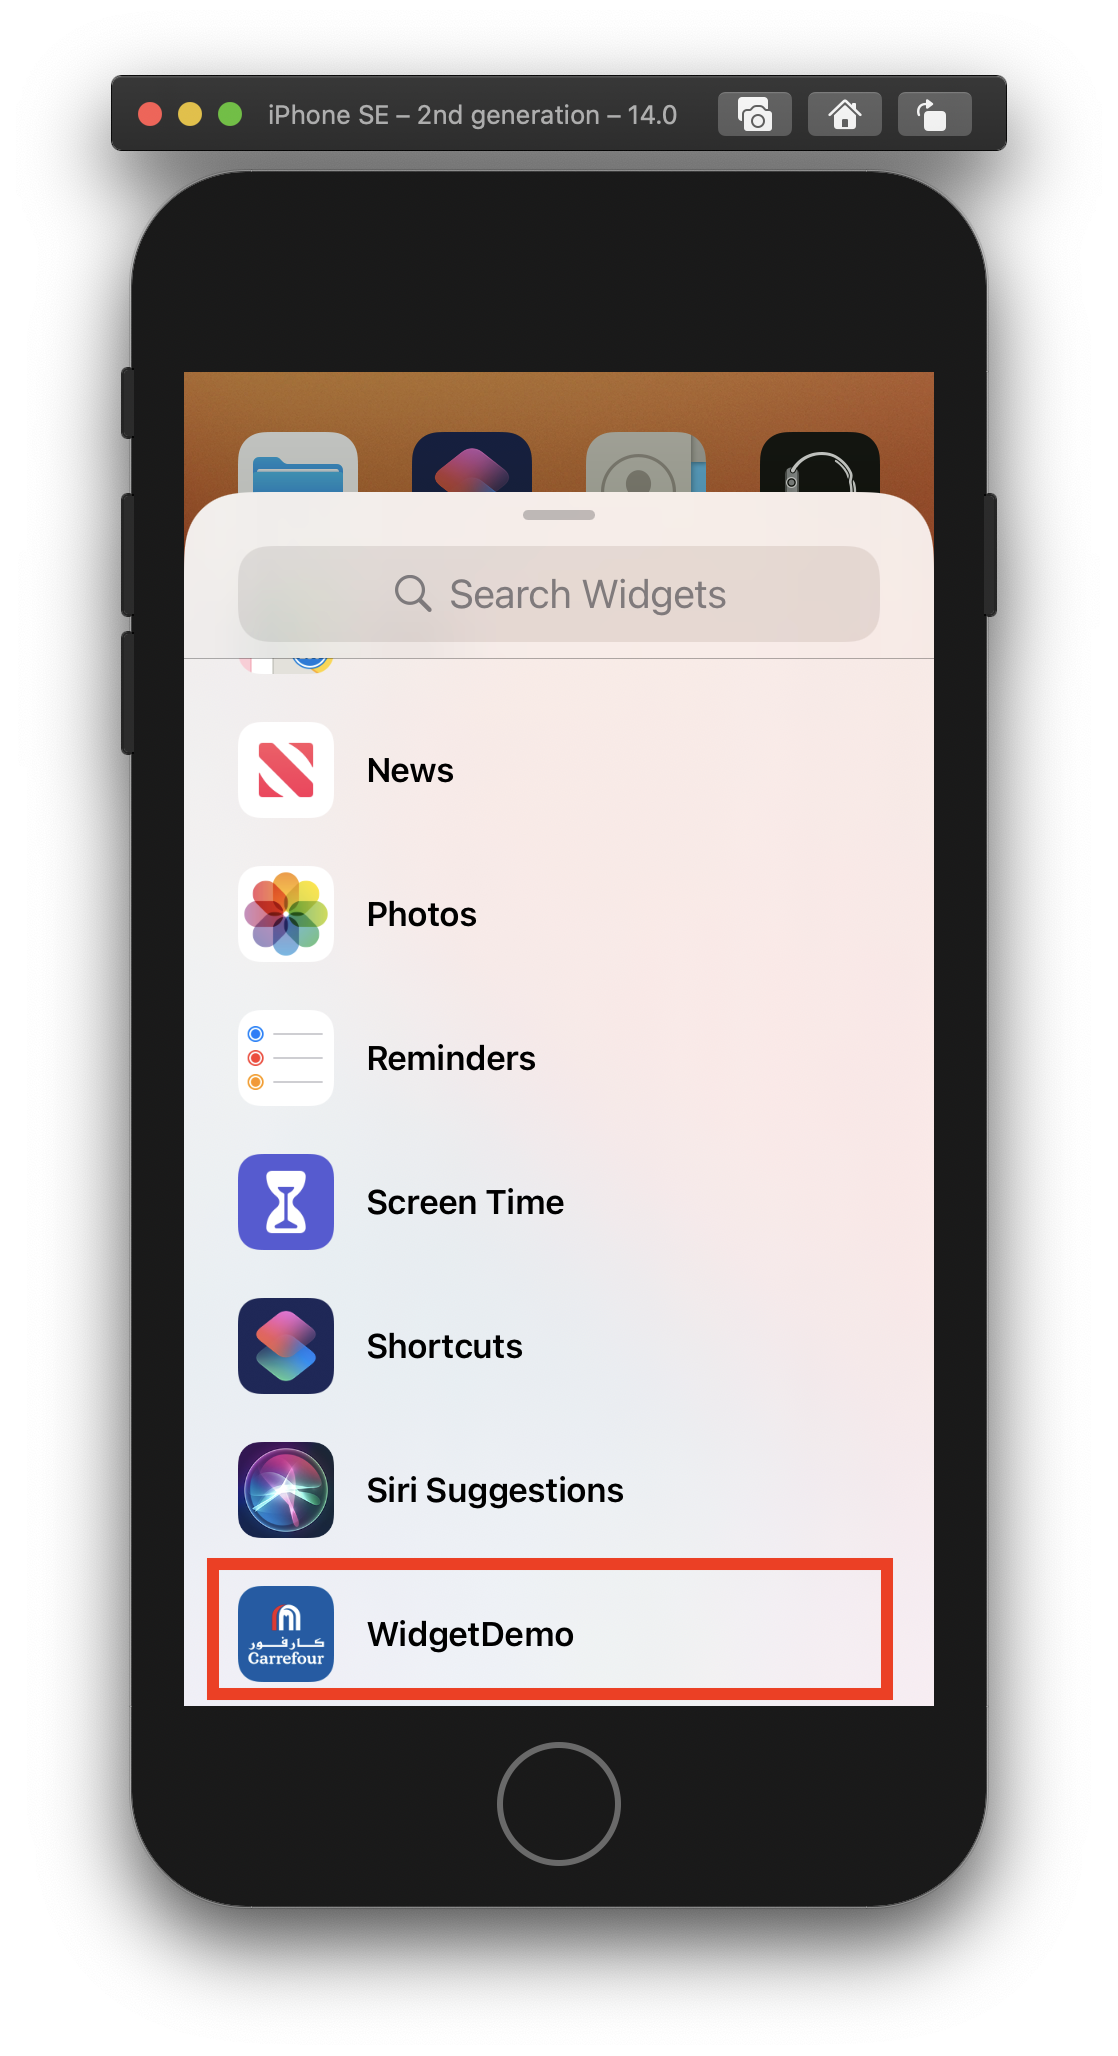 iPhone SE – 2nd generation – 14.0
Search Widgets
News
Photos
Reminders
Screen Time
Shortcuts
Siri Suggestions
كارفور
Carrefour
WidgetDemo